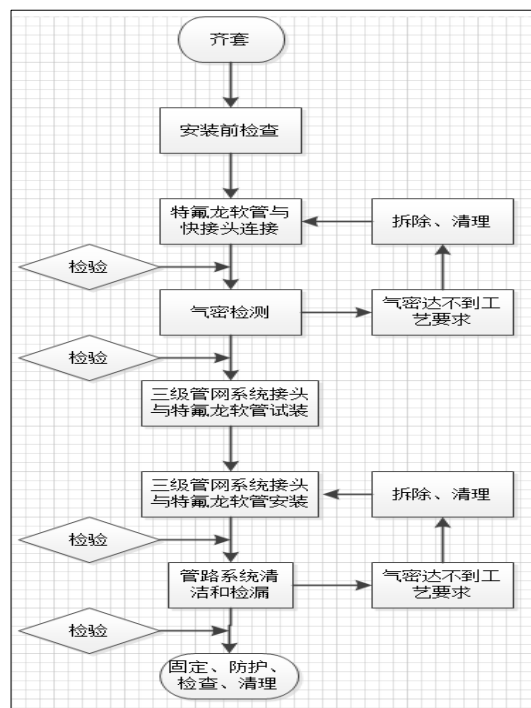 齐套
安装前检查
特氟龙软管与
快接头连接
拆除、清理
检验
气密检测
气密达不到工
艺要求
检验
三级管网系统接头
与特氟龙软管试装
三级管网系统接头
与特氟龙软管安装
拆除、清理
检验
管路系统清
洁和检漏
气密达不到工
艺要求
检验
固定、防护、
检查、清理